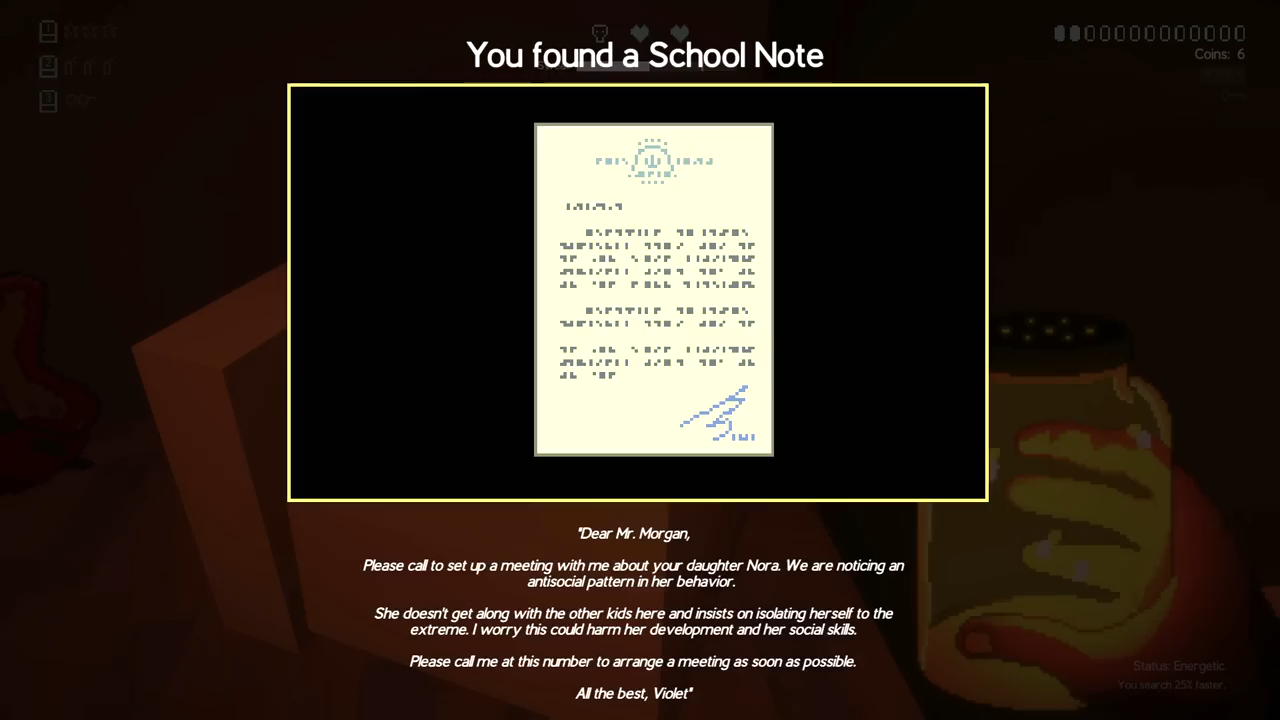 You found a School Note
Coins: 6
"Dear Mr. Morgan,
Please call to set up a meeting with me about your daughter Nora. We are noticing an
antisocial pattern in her behavior.
She doesn't get along with the other kids here and insists on isolating herself to the
extreme. I worry this could harm her development and her social skills.
Please call me at this number to arrange a meeting as soon as possible.
All the best, Violet"
Status: Energetic
You search 25% faster.
1
2
3